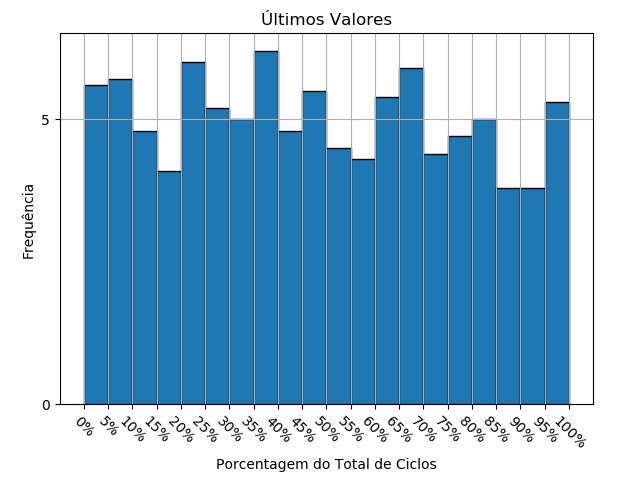 Últimos Valores
Frequência
5
0
0% 5% 10% 15% 20% 25% 30% 35% 40% 45% 50% 55% 60% 65% 70% 75% 80% 85% 90% 95% 100%
Porcentagem do Total de Ciclos